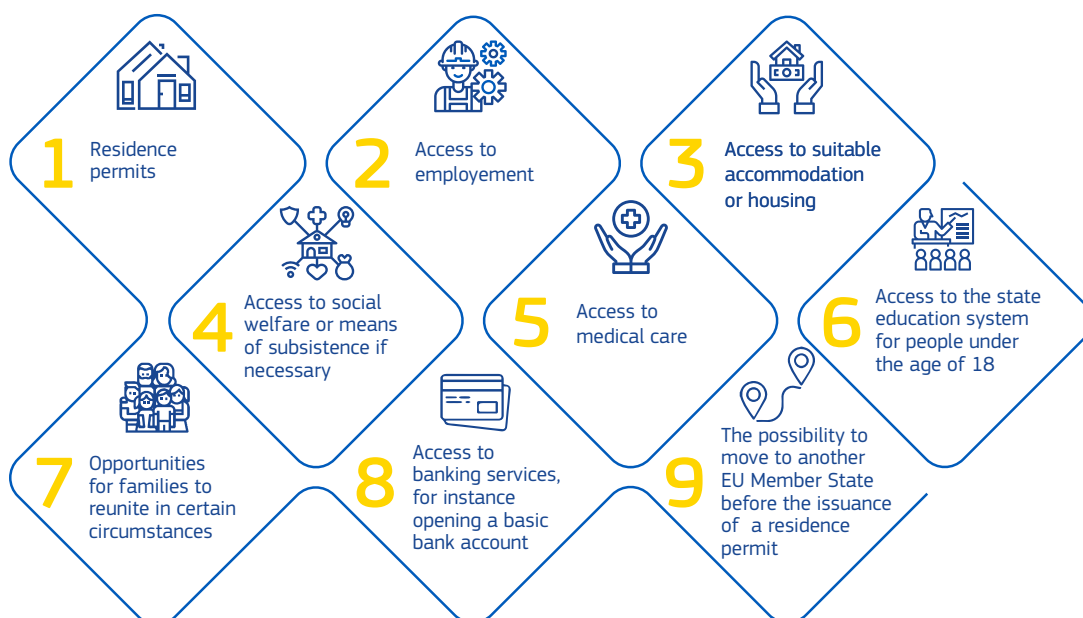 1
Residence
permits
2
Access to
employement
3
Access to suitable
accommodation
or housing
4
Access to social
welfare or means
of subsistence if
necessary
5
Access to
medical care
6
Access to the state
education system
for people under
the age of 18
7
Opportunities
for families to
reunite in certain
circumstances
8
Access to
banking services,
for instance
opening a basic
bank account
9
The possibility to
move to another
EU Member State
before the issuance
of a residence
permit